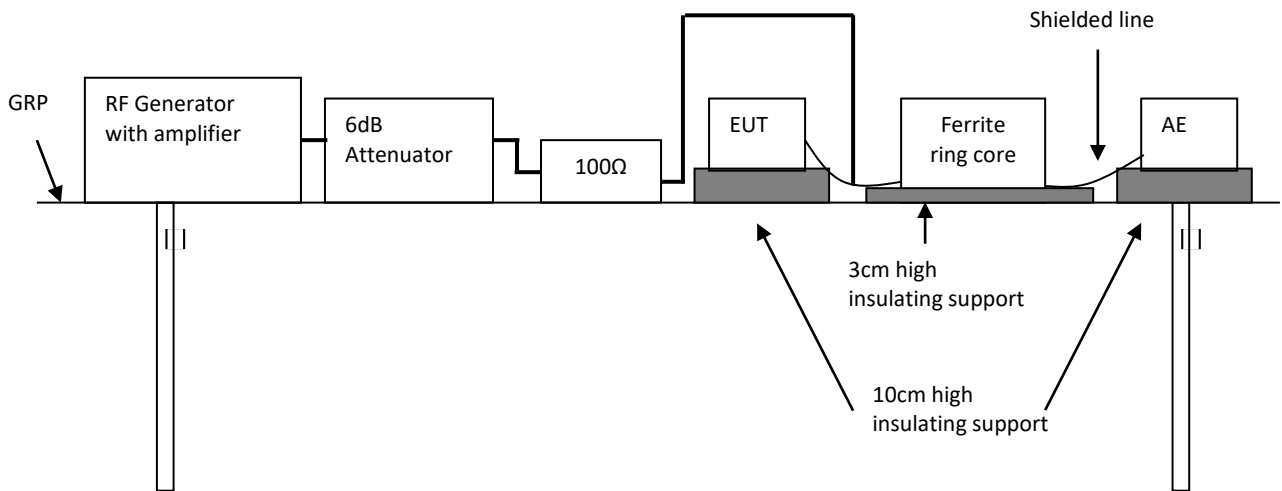 Shielded line
GRP
RF Generator
with amplifier
6dB
Attenuator
100Ω
EUT
Ferrite
ring core
AE
3cm high
insulating support
10cm high
insulating support